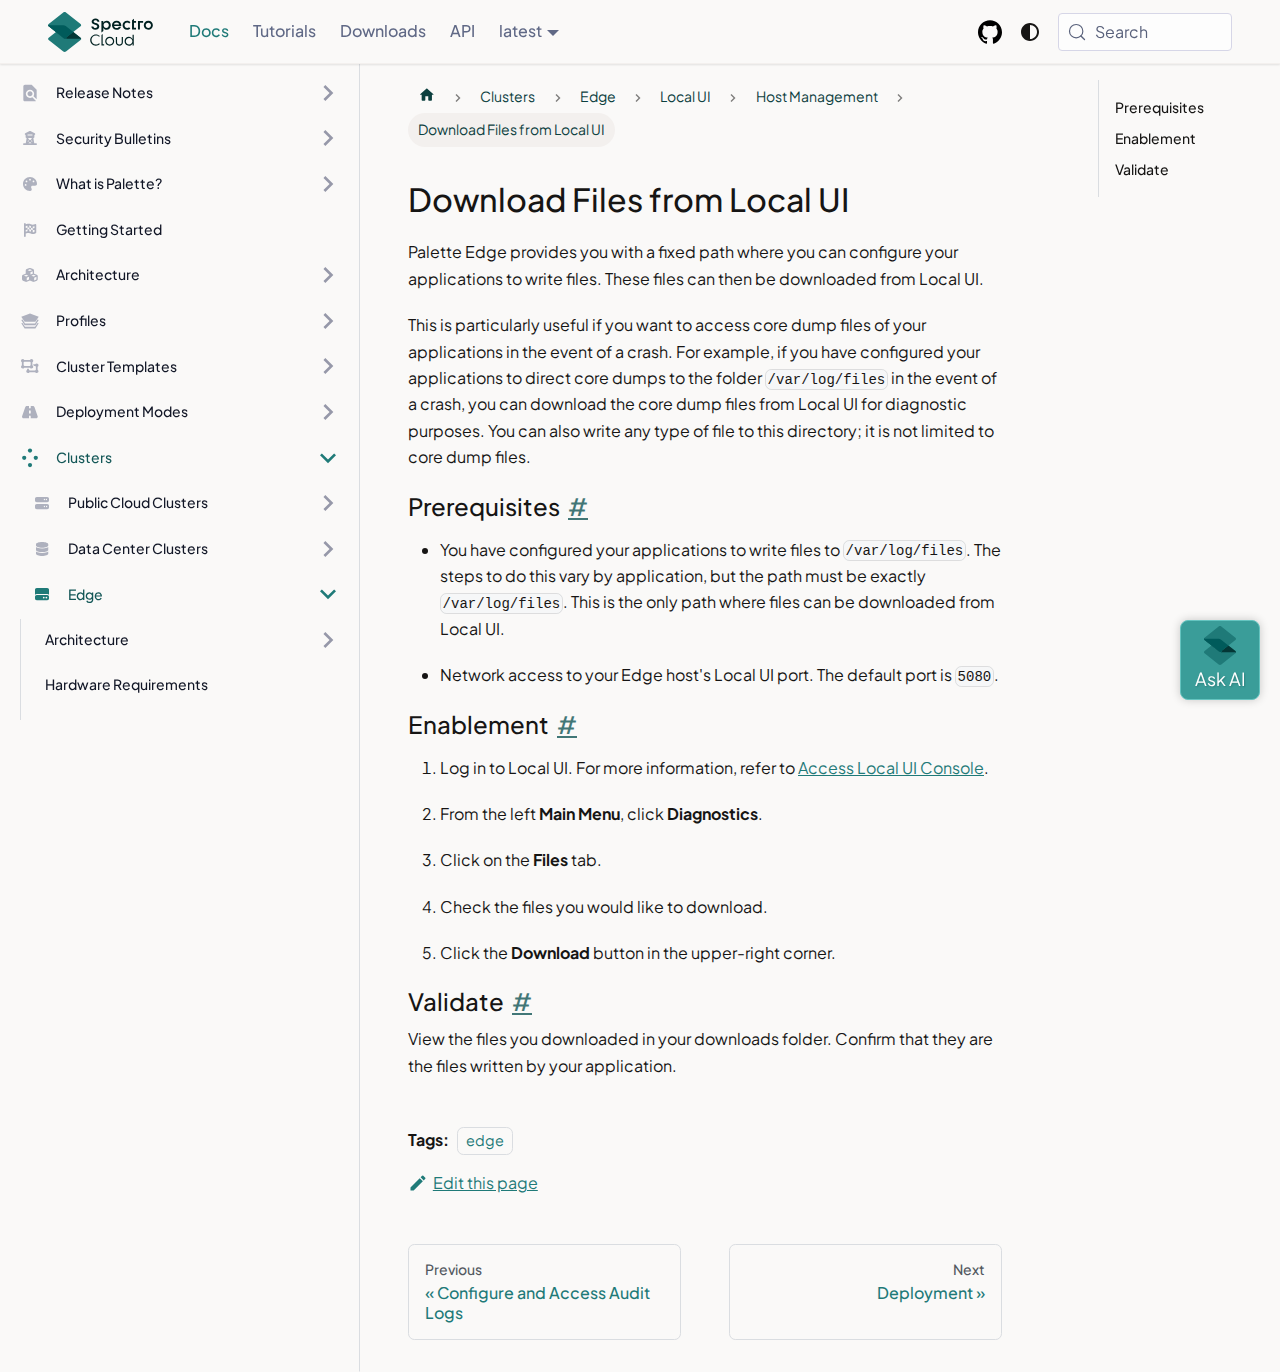 Spectro Cloud
Docs
Tutorials
Downloads
API
latest
Search
Release Notes
Security Bulletins
What is Palette?
Getting Started
Architecture
Profiles
Cluster Templates
Deployment Modes
Clusters
Public Cloud Clusters
Data Center Clusters
Edge
Architecture
Hardware Requirements
Clusters
Edge
Local UI
Host Management
Download Files from Local UI
Download Files from Local UI
Palette Edge provides you with a fixed path where you can configure your
applications to write files. These files can then be downloaded from Local UI.
This is particularly useful if you want to access core dump files of your
applications in the event of a crash. For example, if you have configured your
applications to direct core dumps to the folder /var/log/files in the event of
a crash, you can download the core dump files from Local UI for diagnostic
purposes. You can also write any type of file to this directory; it is not limited to
core dump files.
Prerequisites #
You have configured your applications to write files to /var/log/files. The
steps to do this vary by application, but the path must be exactly
/var/log/files. This is the only path where files can be downloaded from
Local UI.
Network access to your Edge host's Local UI port. The default port is 5080.
Enablement #
1. Log in to Local UI. For more information, refer to Access Local UI Console.
2. From the left Main Menu, click Diagnostics.
3. Click on the Files tab.
4. Check the files you would like to download.
5. Click the Download button in the upper-right corner.
Validate #
View the files you downloaded in your downloads folder. Confirm that they are
the files written by your application.
Tags: edge
Edit this page
Previous
« Configure and Access Audit
Logs
Next
Deployment »
Prerequisites
Enablement
Validate
Ask AI